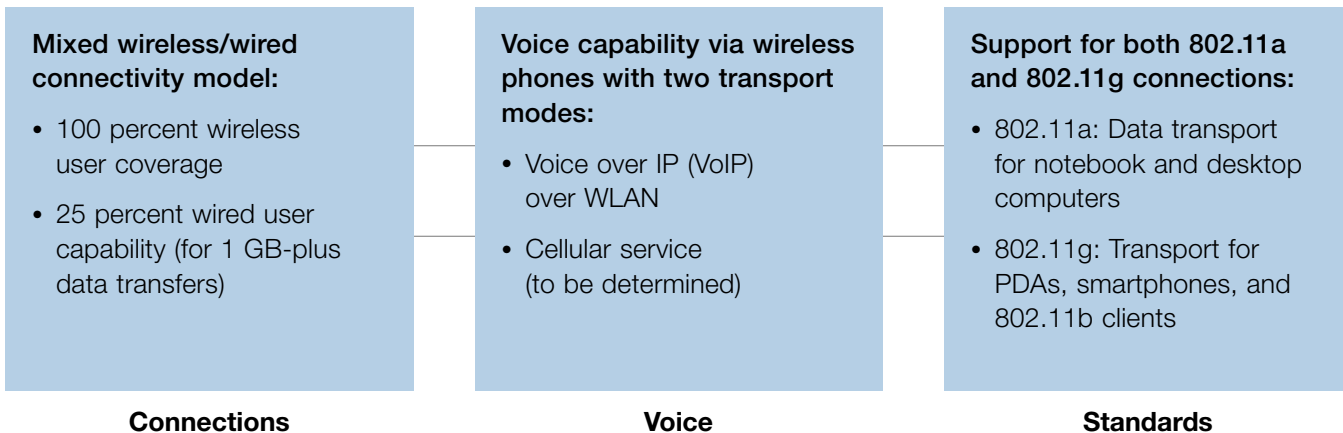 Mixed wireless/wired
connectivity model:
• 100 percent wireless
user coverage
• 25 percent wired user
capability (for 1 GB-plus
data transfers)
Connections
Voice capability via wireless
phones with two transport
modes:
• Voice over IP (VoIP)
over WLAN
• Cellular service
(to be determined)
Voice
Support for both 802.11a
and 802.11g connections:
• 802.11a: Data transport
for notebook and desktop
computers
• 802.11g: Transport for
PDAs, smartphones, and
802.11b clients
Standards